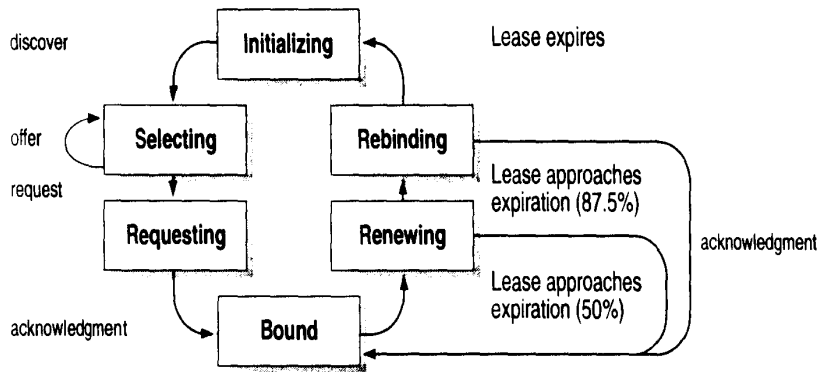 discover
Initializing
Lease expires
offer
Selecting
Rebinding
request
Lease approaches
expiration (87.5%)
Requesting
Renewing
acknowledgment
Lease approaches
expiration (50%)
acknowledgment
Bound